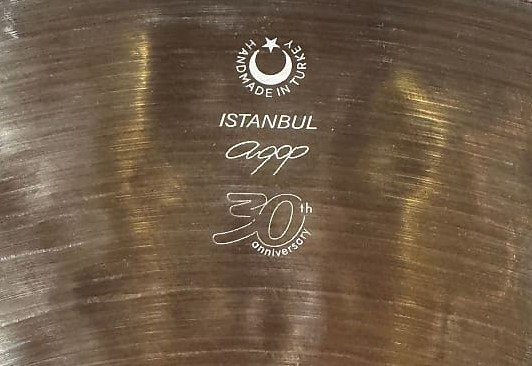 HANDMADE IN TURKEY
ISTANBUL
agop
30th
anniversary